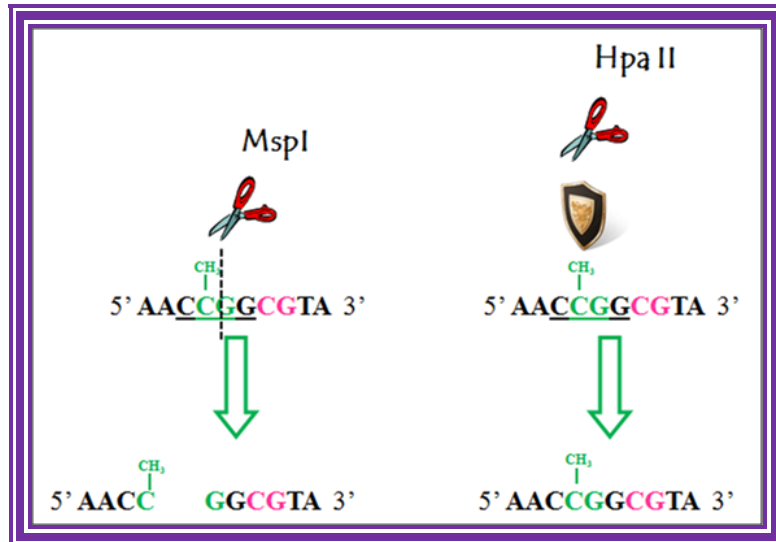 Hpa II
MspI
CH3
5’ AACCGGCGTA 3’
CH3
5’ AACCGGCGTA 3’
CH3
5’ AACC GGCGTA 3’
CH3
5’ AACCGGCGTA 3’